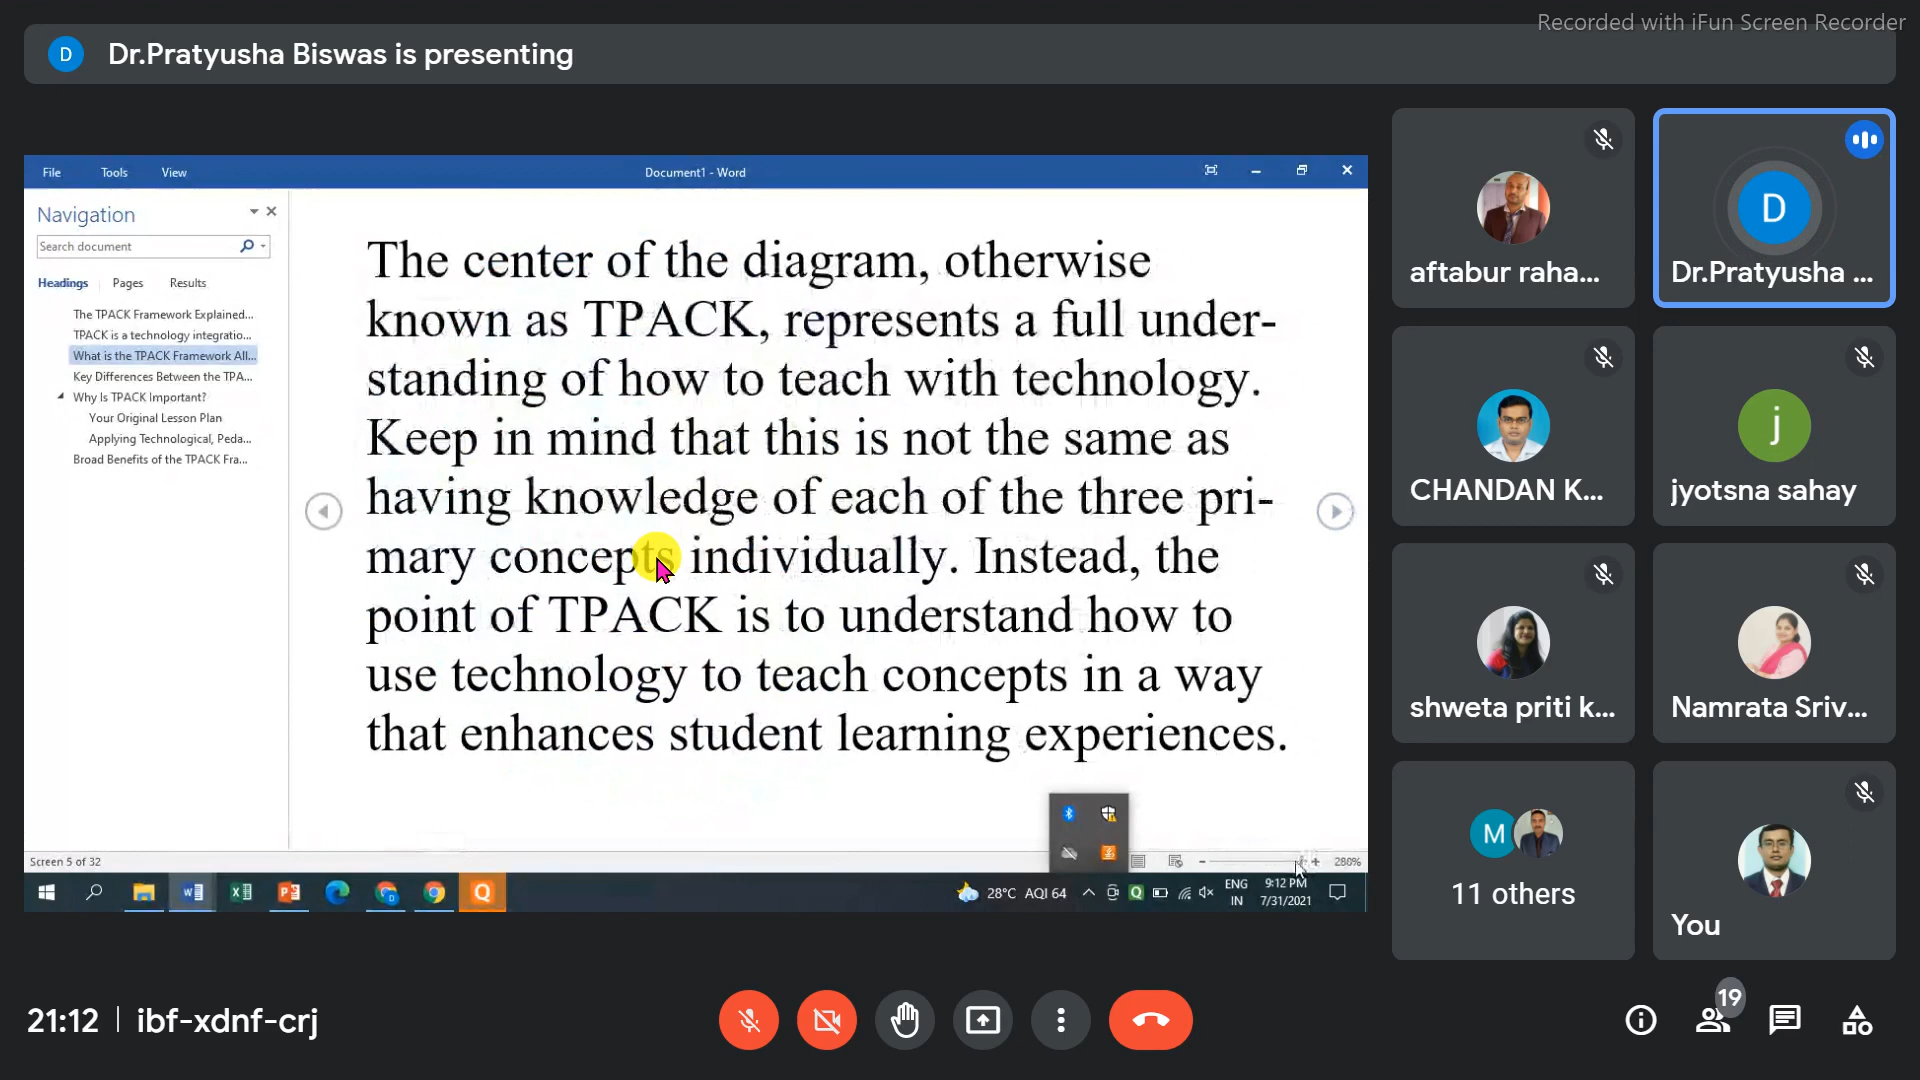 Recorded with iFun Screen Recorder
D Dr.Pratyusha Biswas is presenting
File Tools View Document1 - Word
Navigation
Search document
Headings Pages Results
The TPACK Framework Explained...
TPACK is a technology integratio...
What is the TPACK Framework All...
Key Differences Between the TPA...
Why Is TPACK Important?
Your Original Lesson Plan
Applying Technological, Peda...
Broad Benefits of the TPACK Fra...
The center of the diagram, otherwise
known as TPACK, represents a full under-
standing of how to teach with technology.
Keep in mind that this is not the same as
having knowledge of each of the three pri-
mary concepts individually. Instead, the
point of TPACK is to understand how to
use technology to teach concepts in a way
that enhances student learning experiences.
Screen 5 of 32
280%
28°C AQI 64
ENG
IN
9:12 PM
7/31/2021
aftabur raha...
D
Dr.Pratyusha ...
CHANDAN K...
j
jyotsna sahay
shweta priti k...
Namrata Sriv...
M
11 others
You
21:12 | ibf-xdnf-crj
19